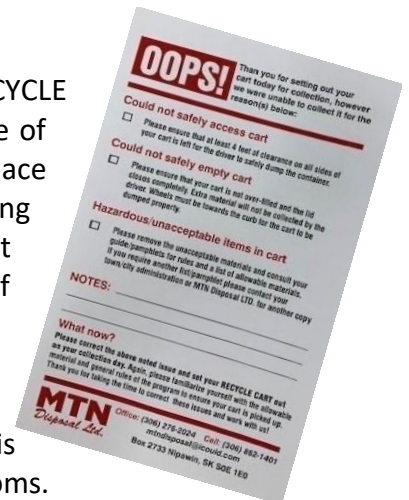 CYCLE
e of
ace
ing
t
f
is
oms.
OOPS!
Than you for setting out your
cart today for collection, however
we were unable to collect it for the
reason(s) below:
Could not safely access cart
Please ensure that at least 4 feet of clearance on all sides of
your cart is left for the driver to safely dump the container.
Could not safely empty cart
Please ensure that your cart is not over-filled and the lid
closes completely. Extra material will not be collected by the
driver. Wheels must be towards the curb for the cart to be
dumped properly.
Hazardous/unacceptable items in cart
Please remove the unacceptable materials and consult your
guide/pamphlets for rules and a list of allowable materials.
If you require another list/pamphlet please contact your
town/city administration or MTN Disposal LTD. for another copy
NOTES:
What now?
Please correct the above noted issue and set your RECYCLE CART out
on your collection day. Again, please familiarize yourself with the allowable
material and general rules of the program to ensure your cart is picked up.
Thank you for taking the time to correct these issues and work with us!
MTN
Disposal Ltd.
Office: (306) 276-2024 Cell: (306) 862-1401
mtndisposal@icould.com
Box 2733 Nipawin, SK S0E 1E0